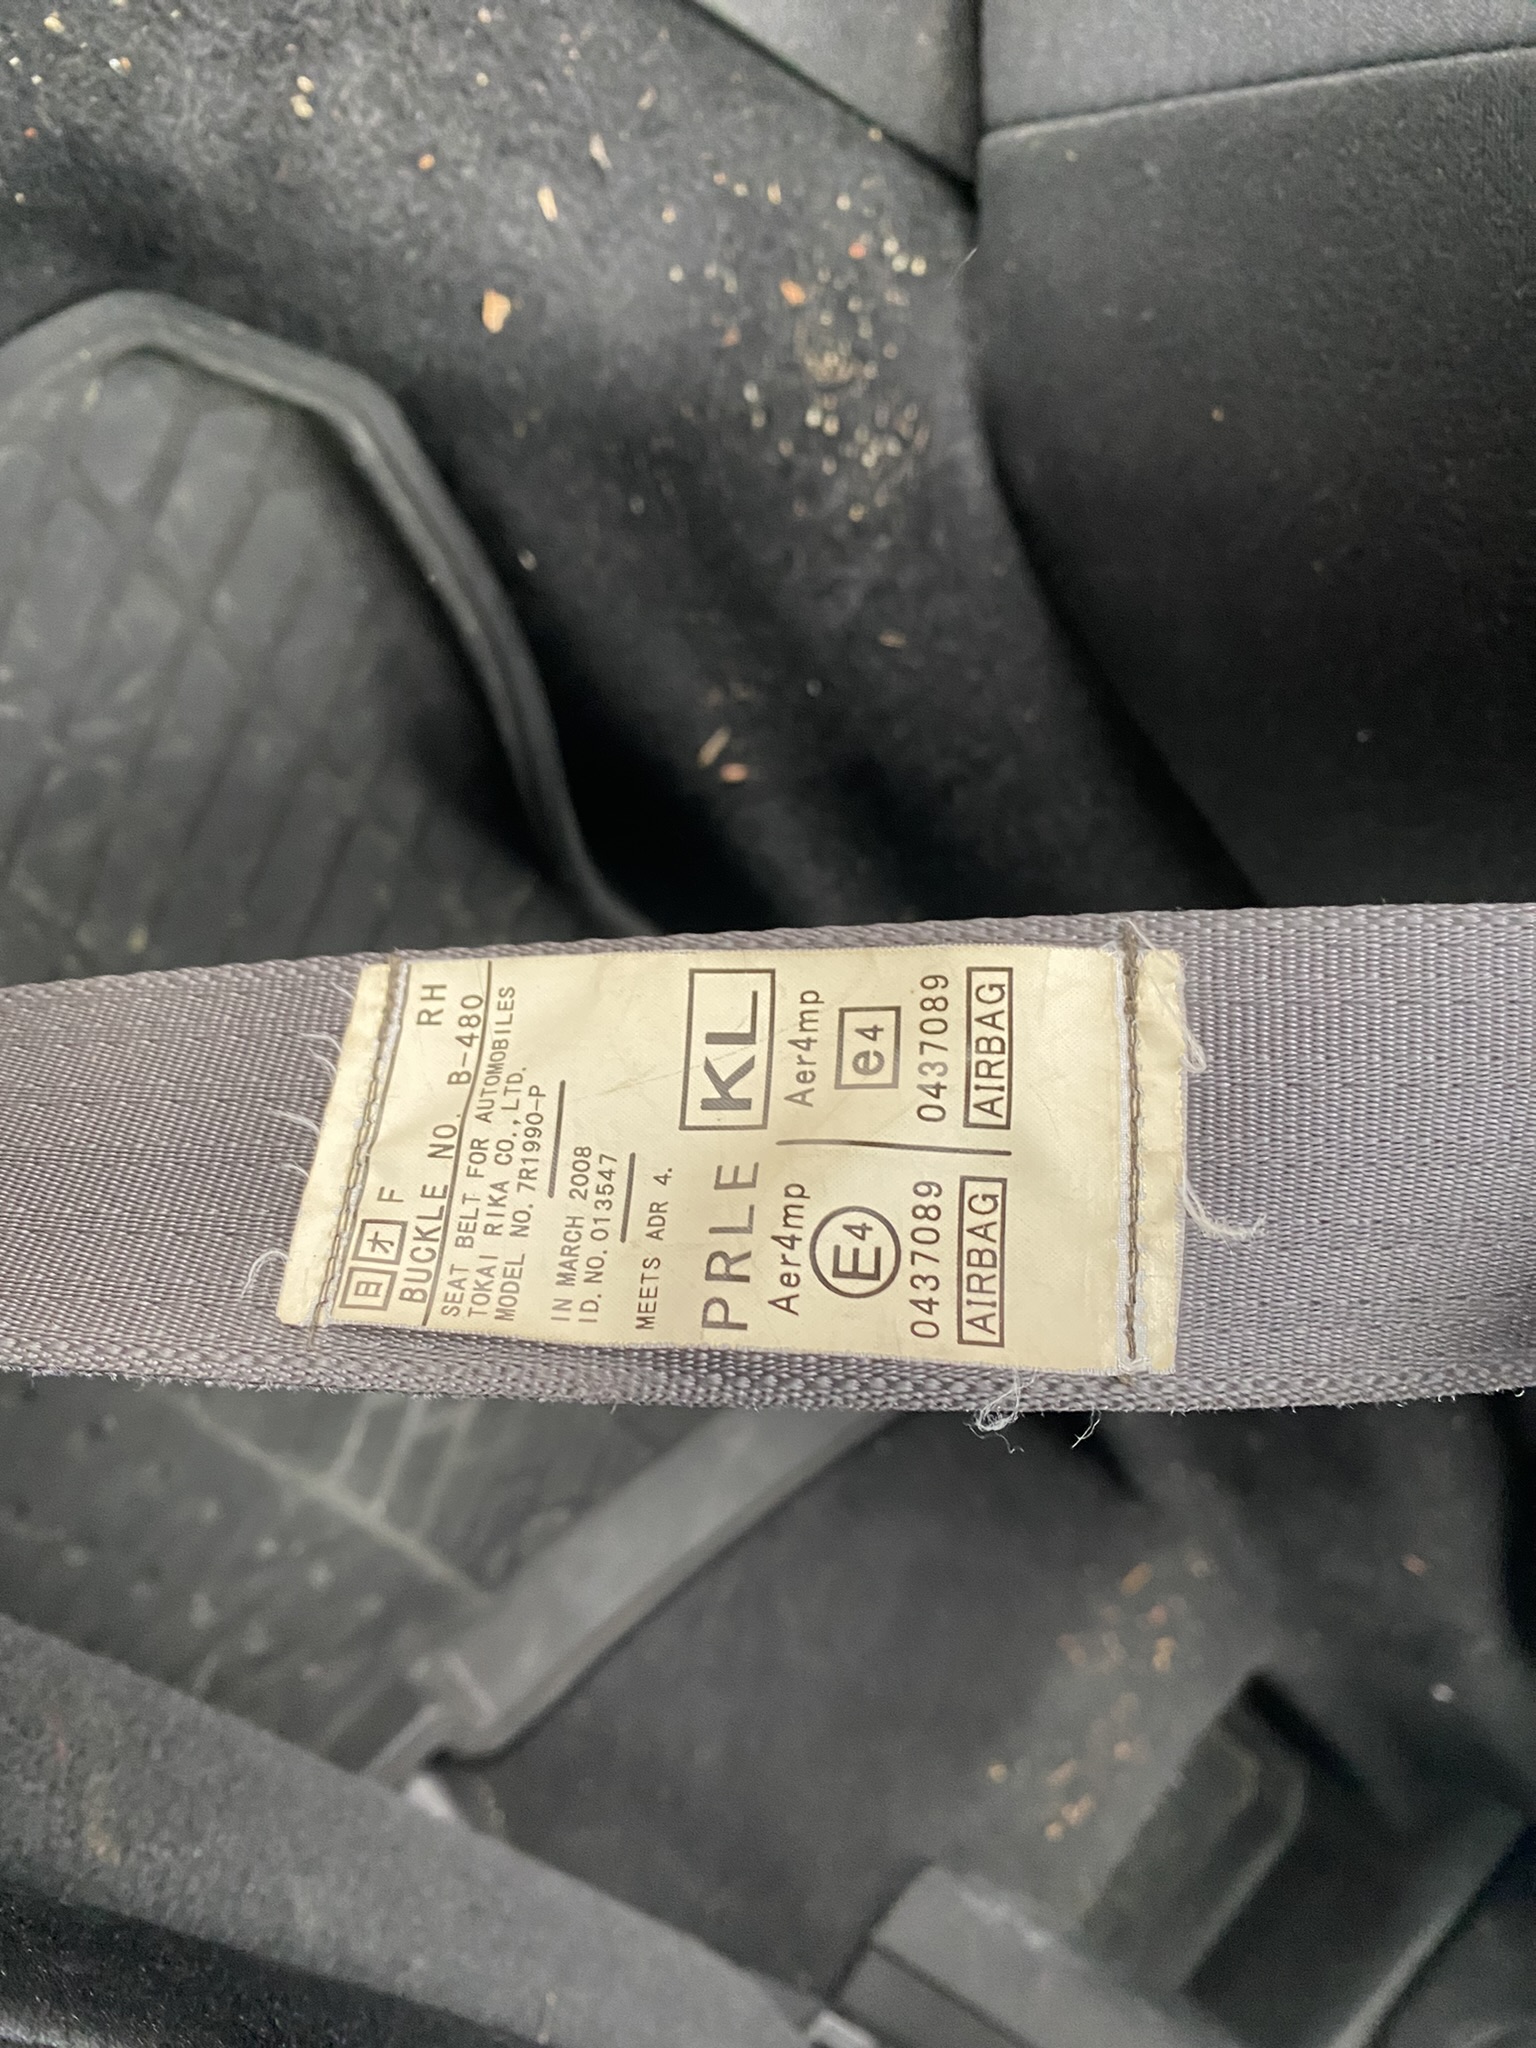 日 オ F RH
BUCKLE NO. B-480
SEAT BELT FOR AUTOMOBILES
TOKAI RIKA CO.,LTD.
MODEL NO. 7R1990-P
IN MARCH 2008
ID. NO. 013547
MEETS ADR 4.
PRLE KL
Aer4mp Aer4mp
E4 e4
0437089 0437089
AIRBAG AIRBAG